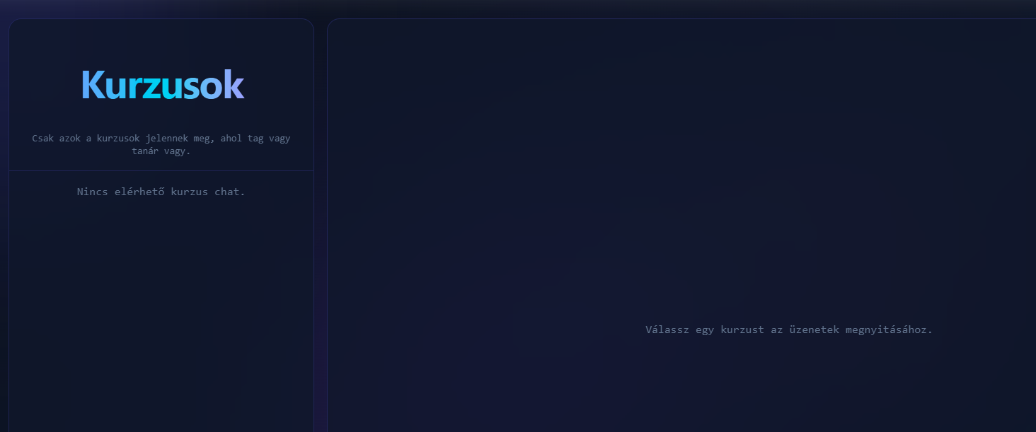 Kurzusok
Csak azok a kurzusok jelennek meg, ahol tag vagy
tanár vagy.
Nincs elérhető kurzus chat.
Válassz egy kurzust az üzenetek megnyitásához.